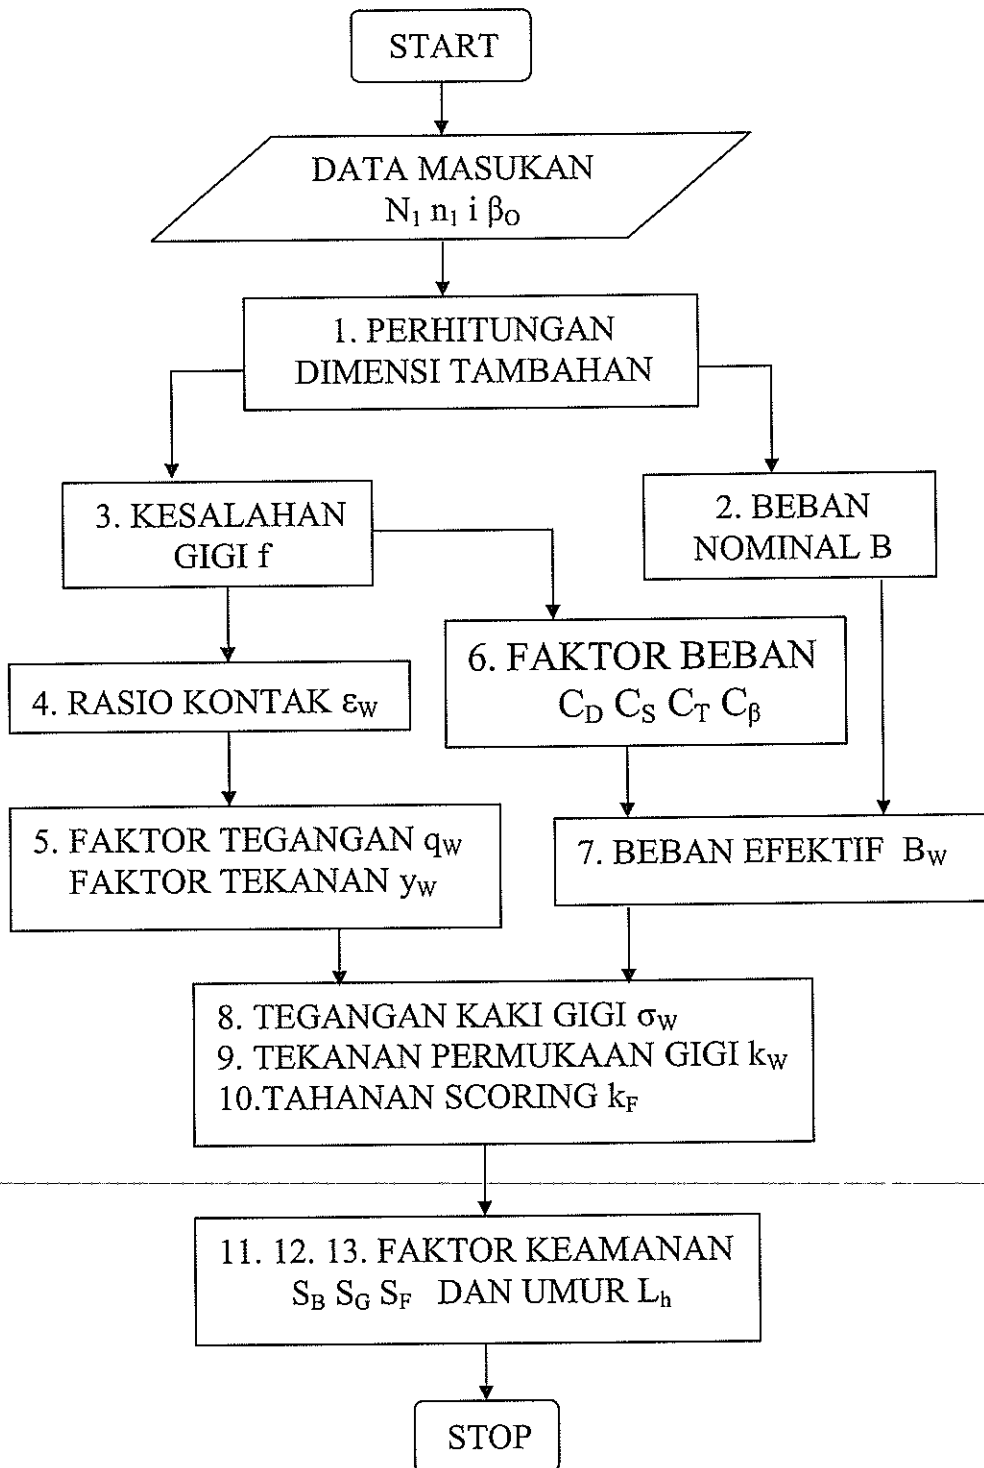 START
DATA MASUKAN
N₁ n₁ i β_O
1. PERHITUNGAN
DIMENSI TAMBAHAN
3. KESALAHAN
GIGI f
2. BEBAN
NOMINAL B
4. RASIO KONTAK ε_W
6. FAKTOR BEBAN
C_D C_S C_T C_β
5. FAKTOR TEGANGAN q_W
FAKTOR TEKANAN y_W
7. BEBAN EFEKTIF B_W
8. TEGANGAN KAKI GIGI σ_W
9. TEKANAN PERMUKAAN GIGI k_W
10.TAHANAN SCORING k_F
11. 12. 13. FAKTOR KEAMANAN
S_B S_G S_F DAN UMUR L_h
STOP